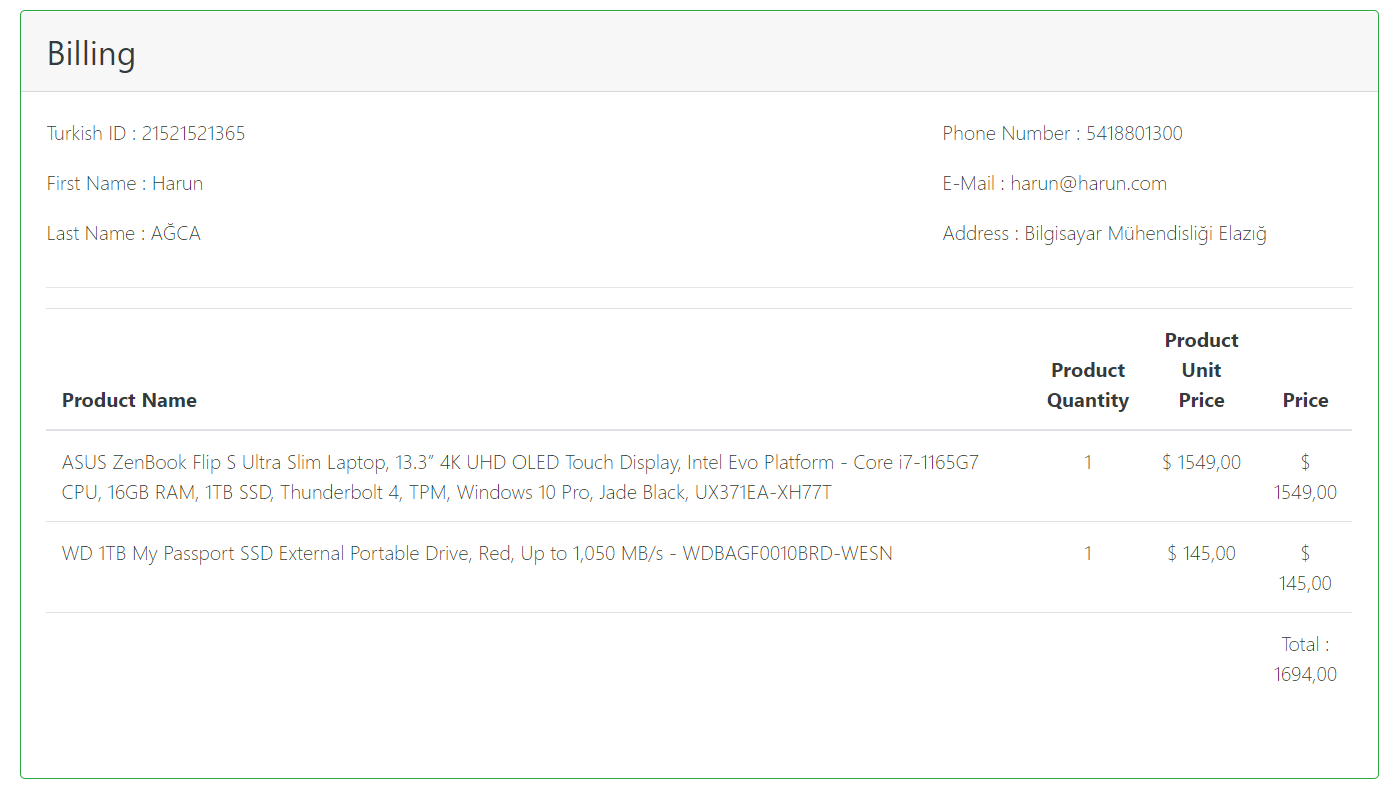 Billing
Turkish ID : 21521521365
Phone Number : 5418801300
First Name : Harun
E-Mail : harun@harun.com
Last Name : AĞCA
Address : Bilgisayar Mühendisliği Elazığ
Product Name
Product Quantity
Product Unit Price
Price
ASUS ZenBook Flip S Ultra Slim Laptop, 13.3” 4K UHD OLED Touch Display, Intel Evo Platform - Core i7-1165G7
CPU, 16GB RAM, 1TB SSD, Thunderbolt 4, TPM, Windows 10 Pro, Jade Black, UX371EA-XH77T
1
$ 1549,00
$
1549,00
WD 1TB My Passport SSD External Portable Drive, Red, Up to 1,050 MB/s - WDBAGF0010BRD-WESN
1
$ 145,00
$
145,00
Total :
1694,00